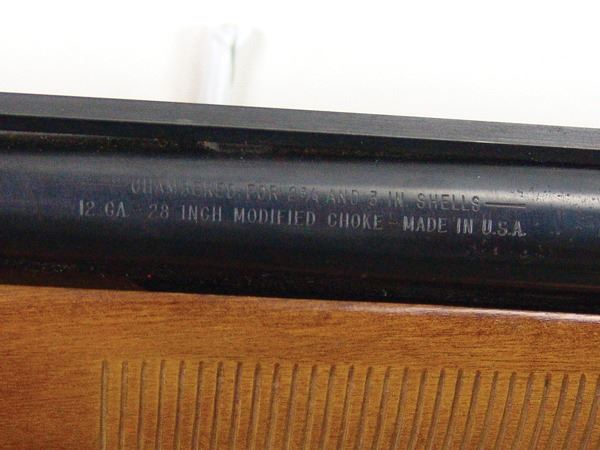 CHAMBERED FOR 2¾ AND 3 IN SHELLS—
12 GA - 28 INCH MODIFIED CHOKE - MADE IN U.S.A.